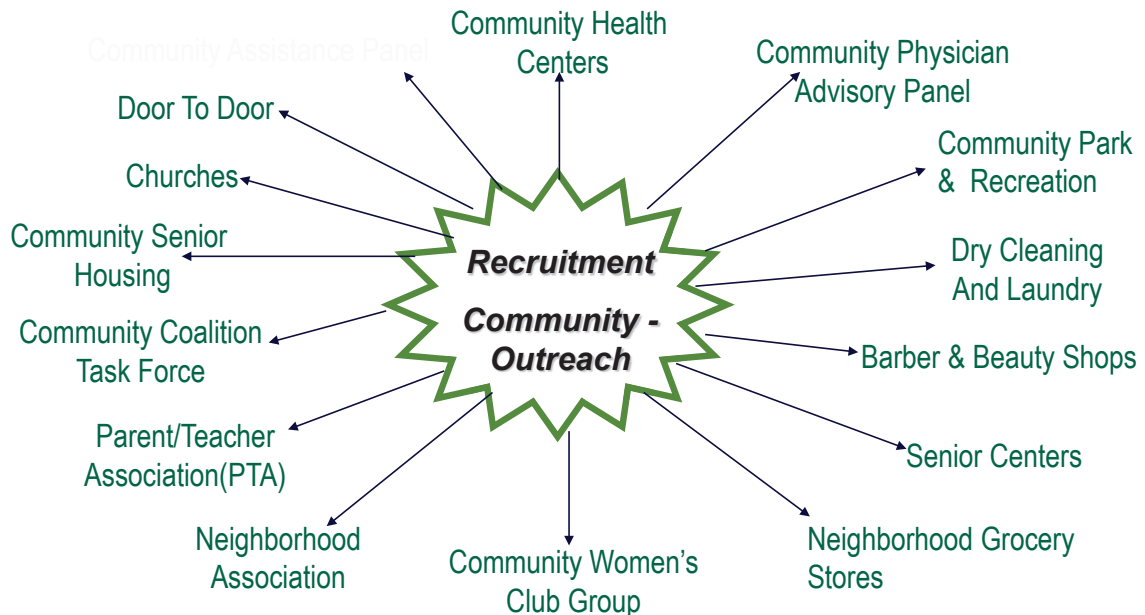 Community Assistance Panel
Community Health
Centers
Community Physician
Advisory Panel
Door To Door
Community Park
& Recreation
Churches
Community Senior
Housing
Recruitment
Community -
Outreach
Dry Cleaning
And Laundry
Community Coalition
Task Force
Barber & Beauty Shops
Parent/Teacher
Association(PTA)
Senior Centers
Neighborhood
Association
Community Women’s
Club Group
Neighborhood Grocery
Stores